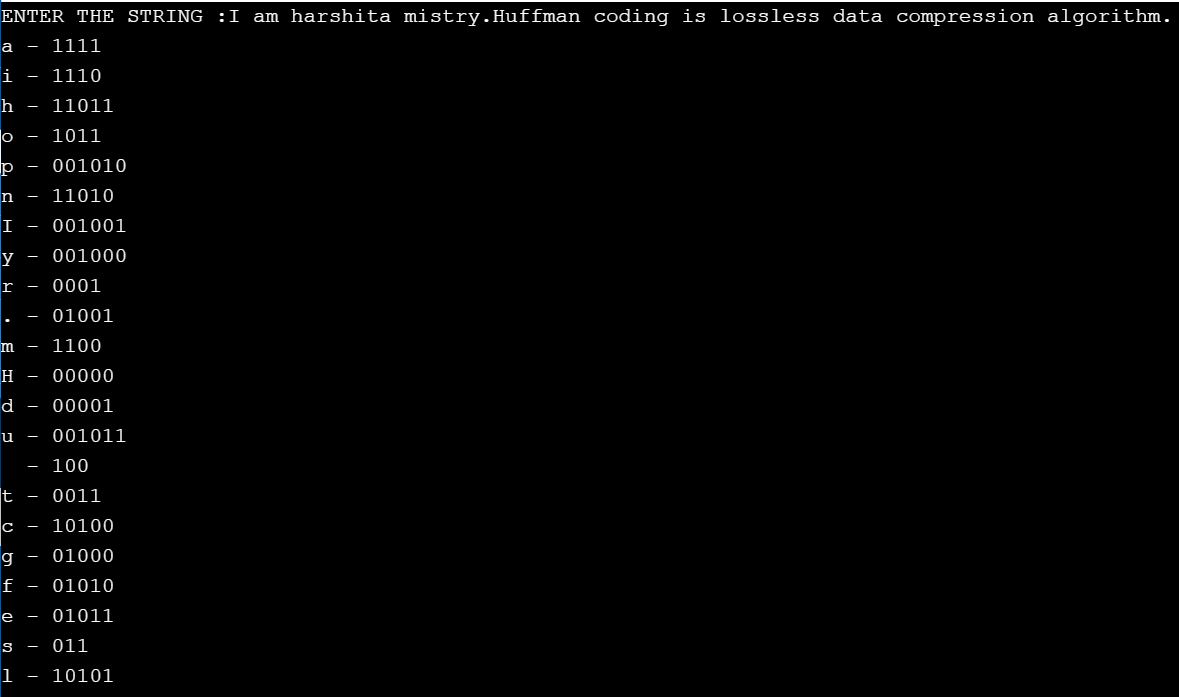 ENTER THE STRING :I am harshita mistry.Huffman coding is lossless data compression algorithm.
a - 1111
i - 1110
h - 11011
o - 1011
p - 001010
n - 11010
I - 001001
y - 001000
r - 0001
. - 01001
m - 1100
H - 00000
d - 00001
u - 001011
  - 100
t - 0011
c - 10100
g - 01000
f - 01010
e - 01011
s - 011
l - 10101